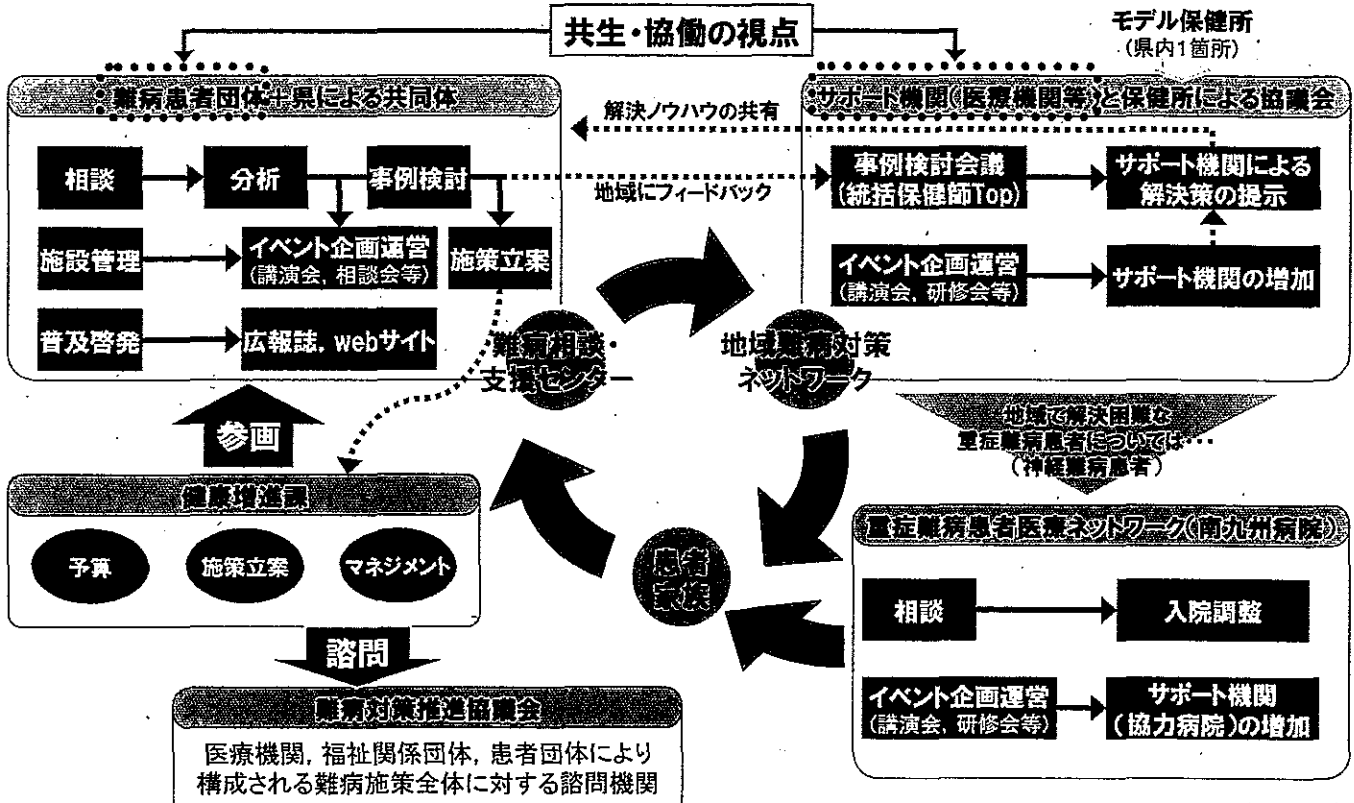 共生・協働の視点
モデル保健所
(県内1箇所)
難病患者団体＋県による共同体
相談
分析
事例検討
施設管理
イベント企画運営
(講演会, 相談会等)
施策立案
普及啓発
広報誌, webサイト
解決ノウハウの共有
地域にフィードバック
サポート機関(医療機関等)と保健所による協議会
事例検討会議
(統括保健師Top)
サポート機関による
解決策の提示
イベント企画運営
(講演会, 研修会等)
サポート機関の増加
難病相談・
支援センター
地域難病対策
ネットワーク
患者
家族
参画
健康増進課
予算
施策立案
マネジメント
諮問
難病対策推進協議会
医療機関, 福祉関係団体, 患者団体により
構成される難病施策全体に対する諮問機関
地域で解決困難な
重症難病患者については…
(神経難病患者)
重症難病患者医療ネットワーク(南九州病院)
相談
入院調整
イベント企画運営
(講演会、研修会等)
サポート機関
(協力病院)の増加